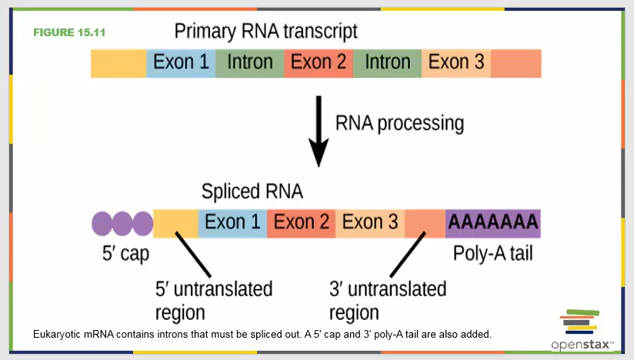 FIGURE 15.11
Primary RNA transcript
Exon 1 Intron Exon 2 Intron Exon 3
RNA processing
Spliced RNA
Exon 1 Exon 2 Exon 3 AAAAAAA
5′ cap
Poly-A tail
5′ untranslated
region
3′ untranslated
region
Eukaryotic mRNA contains introns that must be spliced out. A 5' cap and 3' poly-A tail are also added.
openstax™